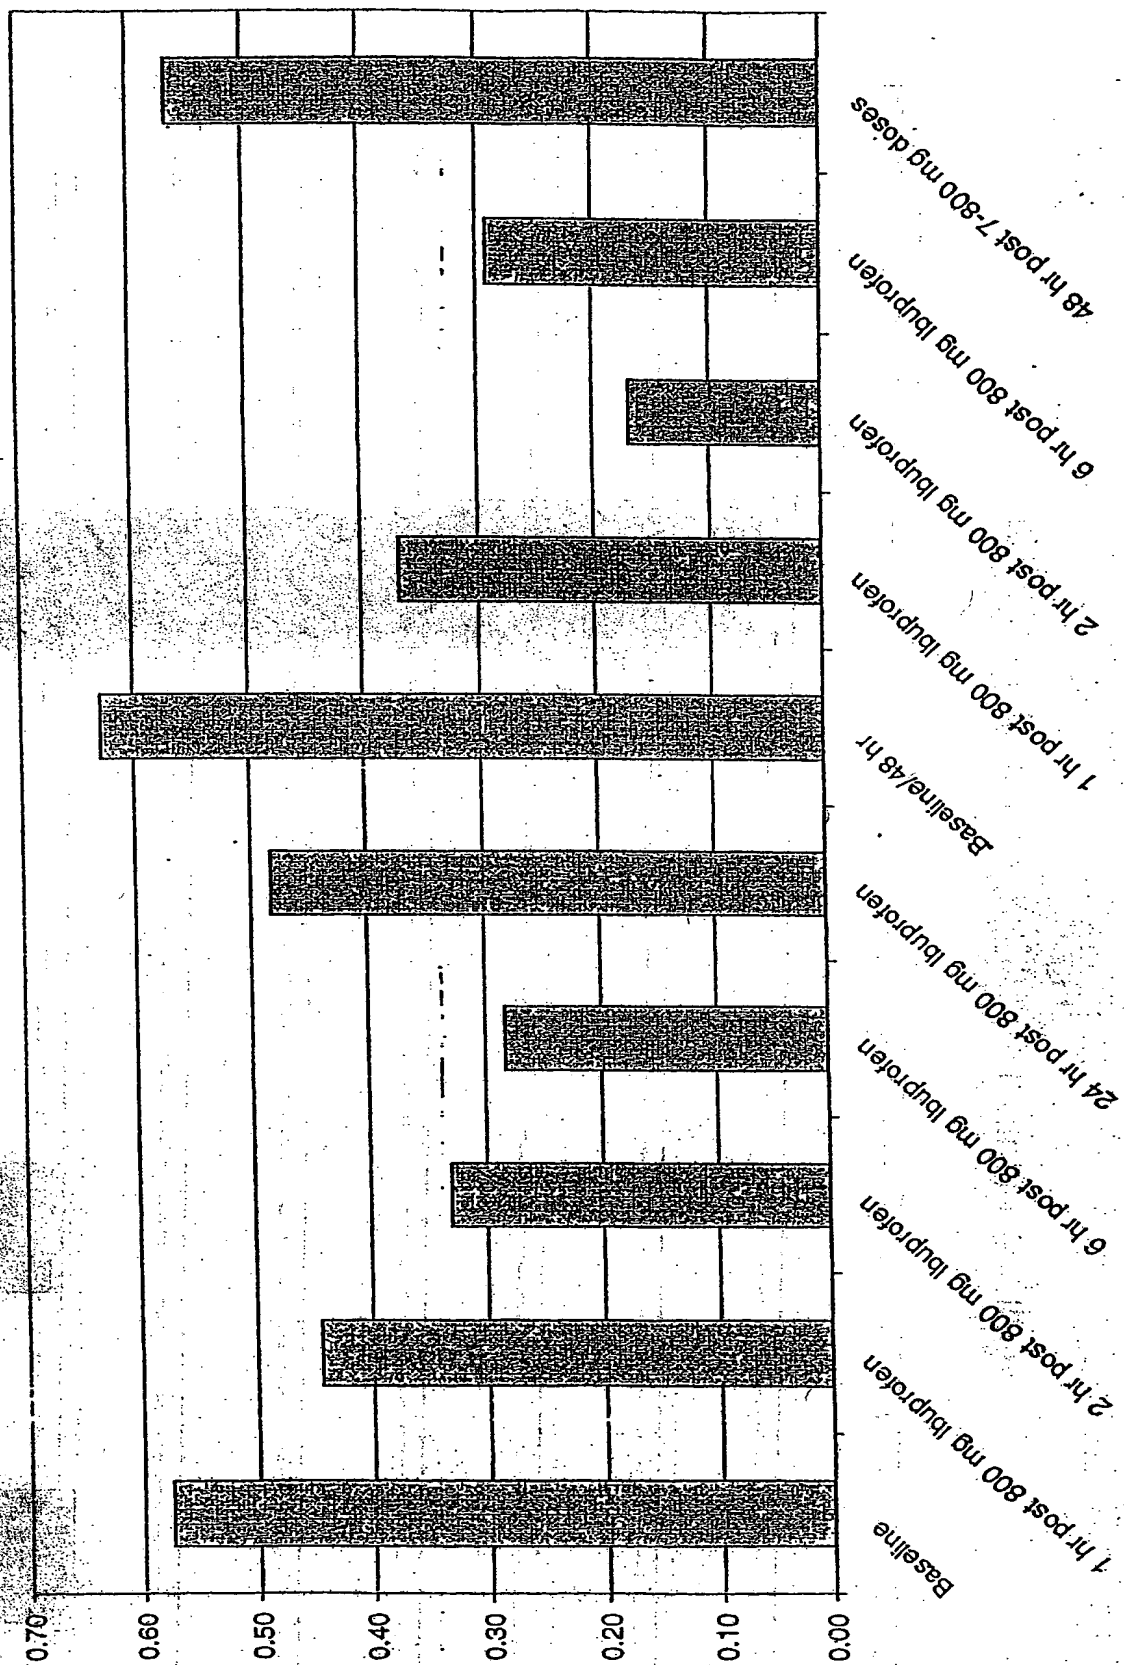 0.70
0.60
0.50
0.40
0.30
0.20
0.10
0.00
Baseline
1 hr post 800 mg Ibuprofen
2 hr post 800 mg Ibuprofen
6 hr post 800 mg Ibuprofen
24 hr post 800 mg Ibuprofen
Baseline/48 hr
1 hr post 800 mg Ibuprofen
2 hr post 800 mg Ibuprofen
6 hr post 800 mg Ibuprofen
48 hr post 7-800 mg doses